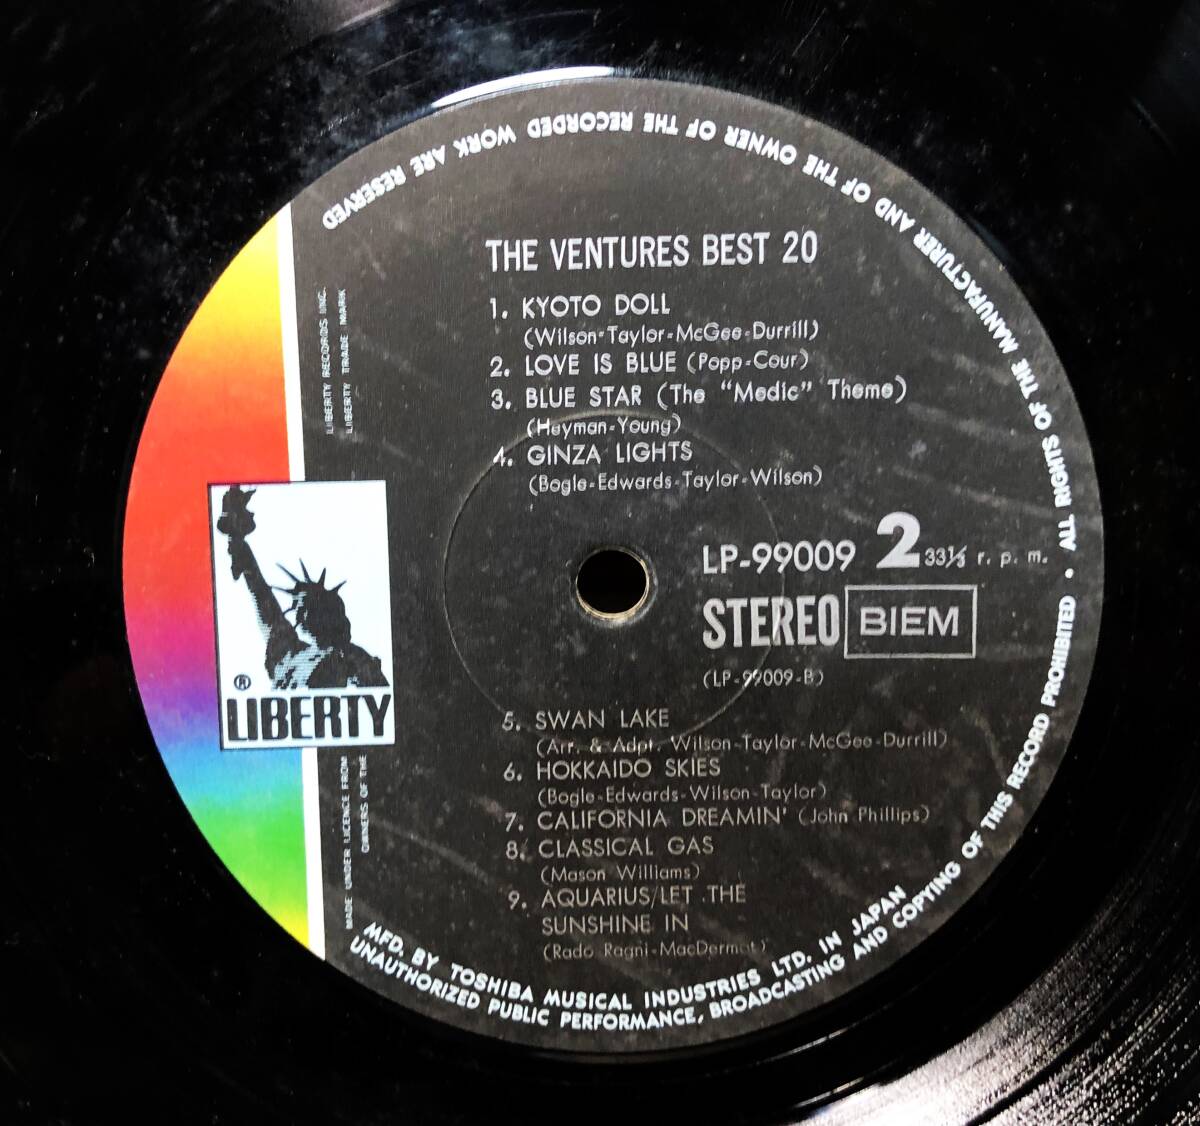 THE VENTURES BEST 20
1. KYOTO DOLL
(Wilson-Taylor-McGee-Durrill)
2. LOVE IS BLUE (Popp-Cour)
3. BLUE STAR (The "Medic" Theme)
(Heyman-Young)
4. GINZA LIGHTS
(Bogle-Edwards-Taylor-Wilson)
LP-99009 2 33⅓ r. p. m.
STEREO BIEM
(LP-99009-B)
5. SWAN LAKE
(Arr. & Adpt. Wilson-Taylor-McGee-Durrill)
6. HOKKAIDO SKIES
(Bogle-Edwards-Wilson-Taylor)
7. CALIFORNIA DREAMIN' (John Phillips)
8. CLASSICAL GAS
(Mason Williams)
9. AQUARIUS/LET THE
SUNSHINE IN
(Rado Ragni-MacDermot)
LIBERTY RECORDS INC.
LIBERTY TRADE MARK
®
LIBERTY
MADE UNDER LICENCE FROM
OWNERS OF THE
MFD. BY TOSHIBA MUSICAL INDUSTRIES LTD. IN JAPAN
UNAUTHORIZED PUBLIC PERFORMANCE, BROADCASTING AND COPYING OF THIS RECORD PROHIBITED • ALL RIGHTS OF THE MANUFACTURER AND OF THE OWNER OF THE RECORDED WORK ARE RESERVED